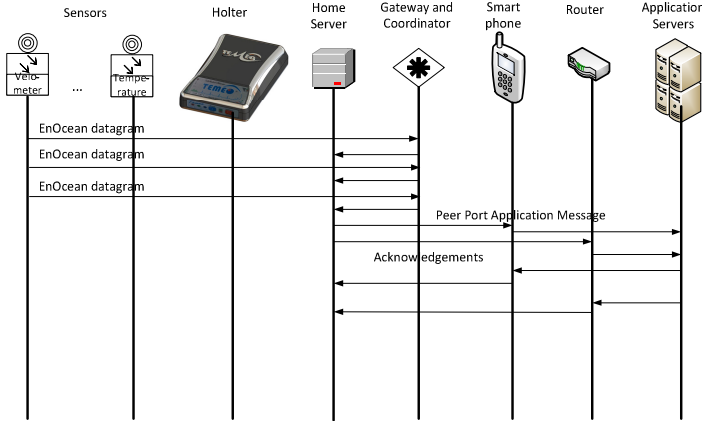 Sensors
Holter
Home
Server
Gateway and
Coordinator
Smart
phone
Router
Application
Servers
Velo-
meter
...
Tempe-
rature
TEMEO
EnOcean datagram
EnOcean datagram
EnOcean datagram
Peer Port Application Message
Acknowledgements